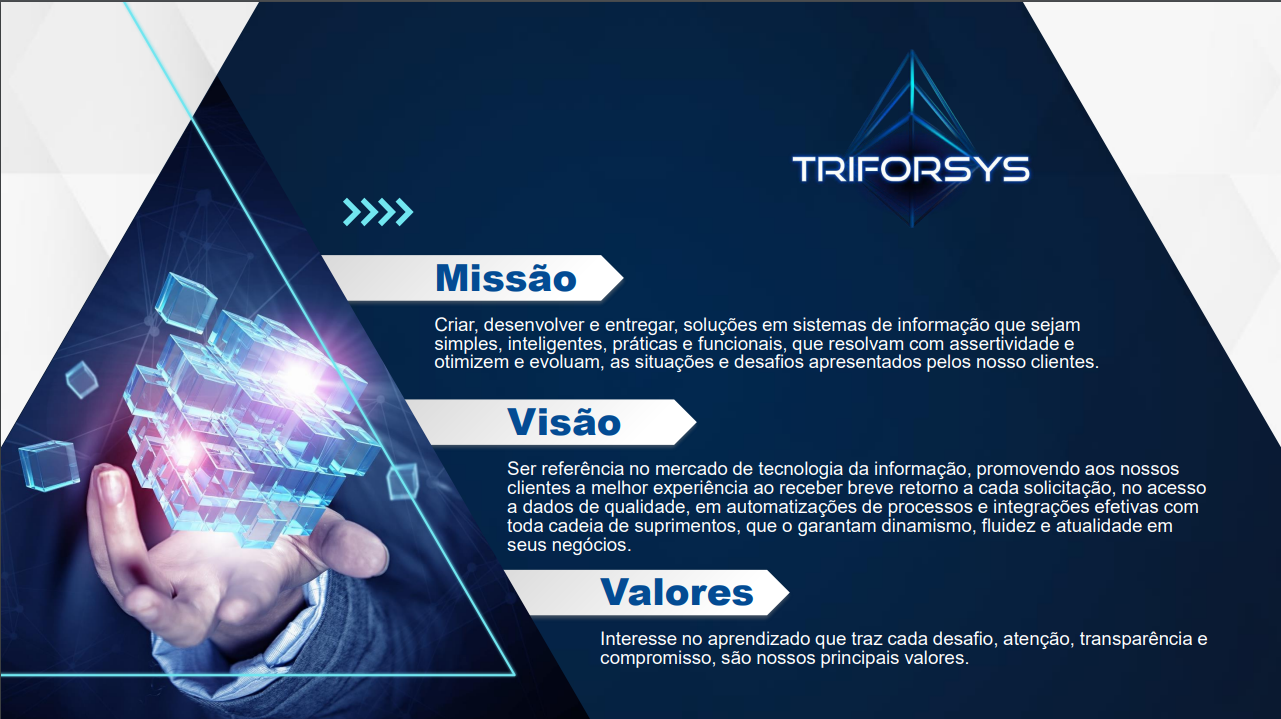 TRIFORSYS
Missão
Criar, desenvolver e entregar, soluções em sistemas de informação que sejam
simples, inteligentes, práticas e funcionais, que resolvam com assertividade e
otimizem e evoluam, as situações e desafios apresentados pelos nosso clientes.
Visão
Ser referência no mercado de tecnologia da informação, promovendo aos nossos
clientes a melhor experiência ao receber breve retorno a cada solicitação, no acesso
a dados de qualidade, em automatizações de processos e integrações efetivas com
toda cadeia de suprimentos, que o garantam dinamismo, fluidez e atualidade em
seus negócios.
Valores
Interesse no aprendizado que traz cada desafio, atenção, transparência e
compromisso, são nossos principais valores.